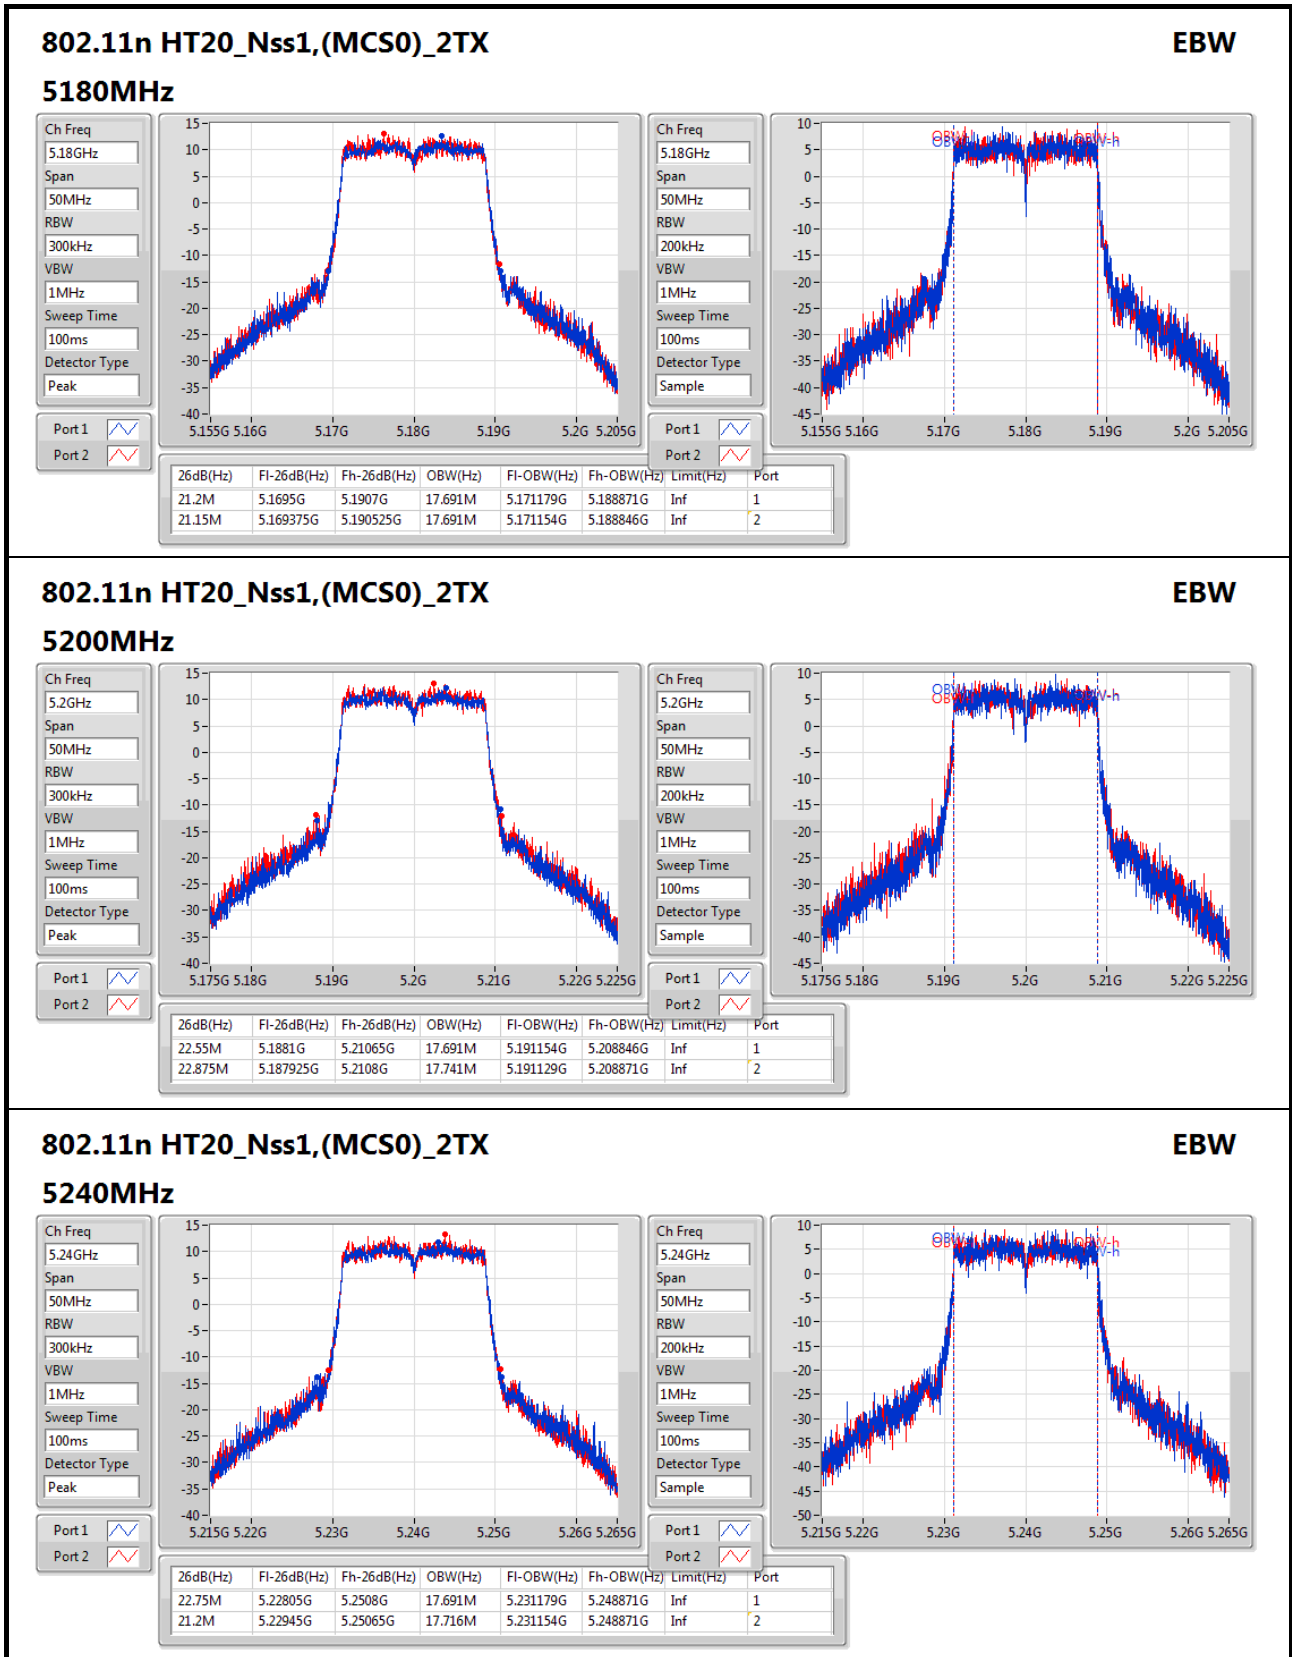 802.11n HT20_Nss1,(MCS0)_2TX EBW
5180MHz
Ch Freq
5.18GHz
Span
50MHz
RBW
300kHz
VBW
1MHz
Sweep Time
100ms
Detector Type
Peak
Port 1
Port 2
15
10
5
0
-5
-10
-15
-20
-25
-30
-35
-40
5.155G 5.16G 5.17G 5.18G 5.19G 5.2G 5.205G
Ch Freq
5.18GHz
Span
50MHz
RBW
200kHz
VBW
1MHz
Sweep Time
100ms
Detector Type
Sample
Port 1
Port 2
10
5
0
-5
-10
-15
-20
-25
-30
-35
-40
-45
5.155G 5.16G 5.17G 5.18G 5.19G 5.2G 5.205G
26dB(Hz) Fl-26dB(Hz) Fh-26dB(Hz) OBW(Hz) Fl-OBW(Hz) Fh-OBW(Hz) Limit(Hz) Port
21.2M 5.1695G 5.1907G 17.691M 5.171179G 5.188871G Inf 1
21.15M 5.169375G 5.190525G 17.691M 5.171154G 5.188846G Inf 2
802.11n HT20_Nss1,(MCS0)_2TX EBW
5200MHz
Ch Freq
5.2GHz
Span
50MHz
RBW
300kHz
VBW
1MHz
Sweep Time
100ms
Detector Type
Peak
Port 1
Port 2
15
10
5
0
-5
-10
-15
-20
-25
-30
-35
-40
5.175G 5.18G 5.19G 5.2G 5.21G 5.22G 5.225G
Ch Freq
5.2GHz
Span
50MHz
RBW
200kHz
VBW
1MHz
Sweep Time
100ms
Detector Type
Sample
Port 1
Port 2
10
5
0
-5
-10
-15
-20
-25
-30
-35
-40
-45
5.175G 5.18G 5.19G 5.2G 5.21G 5.22G 5.225G
26dB(Hz) Fl-26dB(Hz) Fh-26dB(Hz) OBW(Hz) Fl-OBW(Hz) Fh-OBW(Hz) Limit(Hz) Port
22.55M 5.1881G 5.21065G 17.691M 5.191154G 5.208846G Inf 1
22.875M 5.187925G 5.2108G 17.741M 5.191129G 5.208871G Inf 2
802.11n HT20_Nss1,(MCS0)_2TX EBW
5240MHz
Ch Freq
5.24GHz
Span
50MHz
RBW
300kHz
VBW
1MHz
Sweep Time
100ms
Detector Type
Peak
Port 1
Port 2
15
10
5
0
-5
-10
-15
-20
-25
-30
-35
-40
5.215G 5.22G 5.23G 5.24G 5.25G 5.26G 5.265G
Ch Freq
5.24GHz
Span
50MHz
RBW
200kHz
VBW
1MHz
Sweep Time
100ms
Detector Type
Sample
Port 1
Port 2
10
5
0
-5
-10
-15
-20
-25
-30
-35
-40
-45
-50
5.215G 5.22G 5.23G 5.24G 5.25G 5.26G 5.265G
26dB(Hz) Fl-26dB(Hz) Fh-26dB(Hz) OBW(Hz) Fl-OBW(Hz) Fh-OBW(Hz) Limit(Hz) Port
22.75M 5.22805G 5.2508G 17.691M 5.231179G 5.248871G Inf 1
21.2M 5.22945G 5.25065G 17.716M 5.231154G 5.248871G Inf 2